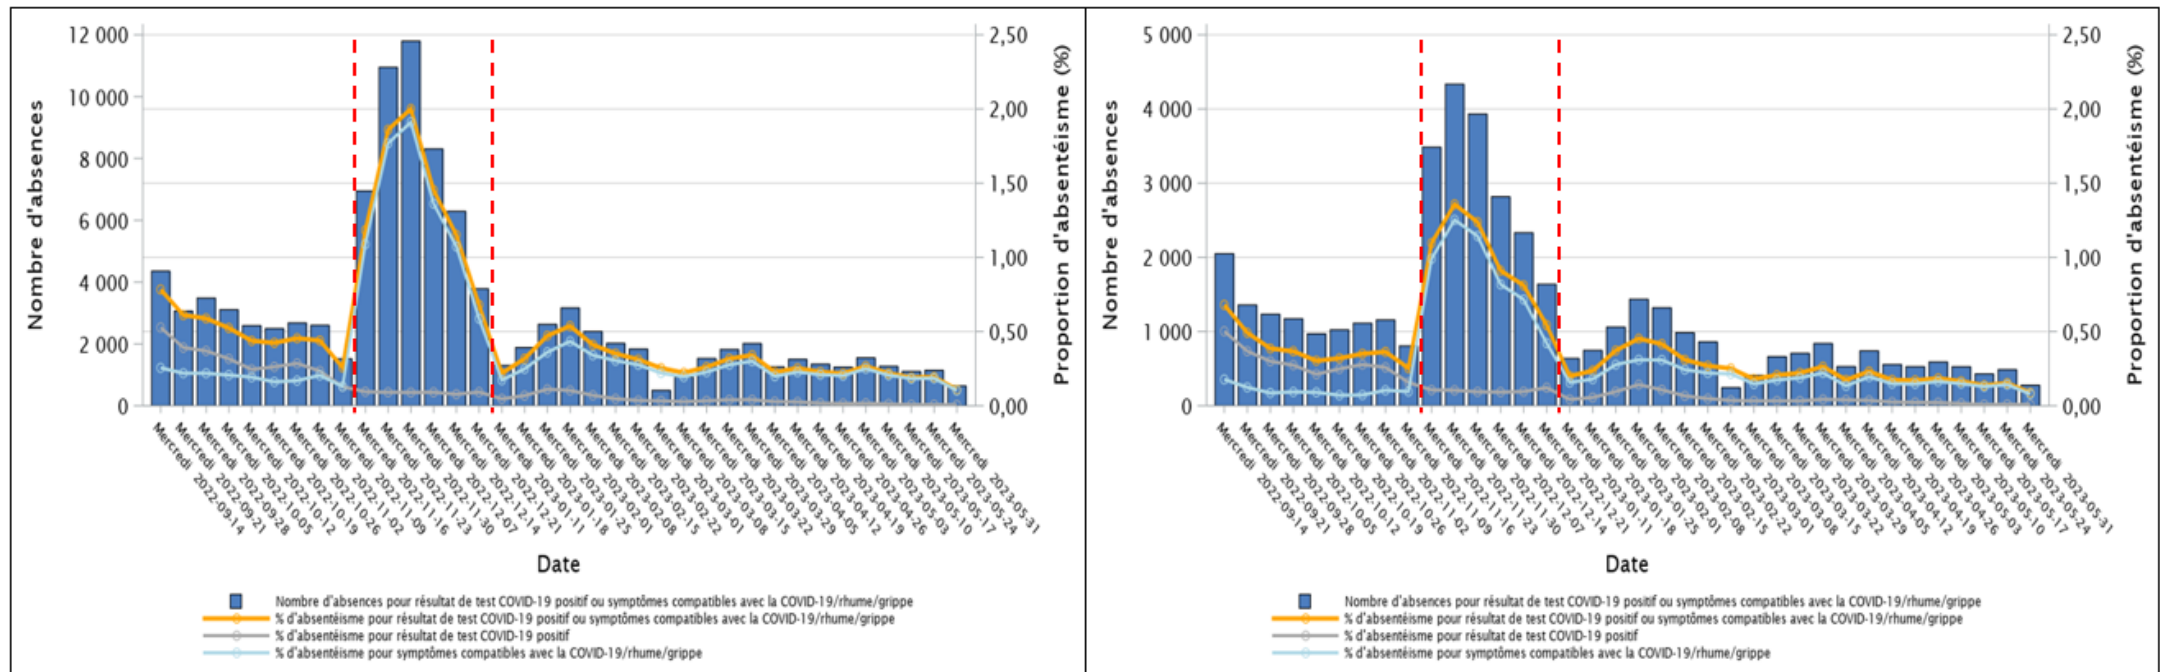 12 000
10 000
8 000
6 000
4 000
2 000
0
Nombre d'absences
2,50
2,00
1,50
1,00
0,50
0,00
Proportion d'absentéisme (%)
Mercredi 2022-09-14
Mercredi 2022-09-21
Mercredi 2022-09-28
Mercredi 2022-10-05
Mercredi 2022-10-12
Mercredi 2022-10-19
Mercredi 2022-10-26
Mercredi 2022-11-02
Mercredi 2022-11-09
Mercredi 2022-11-16
Mercredi 2022-11-23
Mercredi 2022-11-30
Mercredi 2022-12-07
Mercredi 2022-12-14
Mercredi 2022-12-21
Mercredi 2023-01-11
Mercredi 2023-01-18
Mercredi 2023-01-25
Mercredi 2023-02-01
Mercredi 2023-02-08
Mercredi 2023-02-15
Mercredi 2023-02-22
Mercredi 2023-03-01
Mercredi 2023-03-08
Mercredi 2023-03-15
Mercredi 2023-03-22
Mercredi 2023-03-29
Mercredi 2023-04-05
Mercredi 2023-04-12
Mercredi 2023-04-19
Mercredi 2023-04-26
Mercredi 2023-05-03
Mercredi 2023-05-10
Mercredi 2023-05-17
Mercredi 2023-05-24
Mercredi 2023-05-31
Date
Nombre d'absences pour résultat de test COVID-19 positif ou symptômes compatibles avec la COVID-19/rhume/grippe
% d'absentéisme pour résultat de test COVID-19 positif ou symptômes compatibles avec la COVID-19/rhume/grippe
% d'absentéisme pour résultat de test COVID-19 positif
% d'absentéisme pour symptômes compatibles avec la COVID-19/rhume/grippe
5 000
4 000
3 000
2 000
1 000
0
Nombre d'absences
2,50
2,00
1,50
1,00
0,50
0,00
Proportion d'absentéisme (%)
Mercredi 2022-09-14
Mercredi 2022-09-21
Mercredi 2022-09-28
Mercredi 2022-10-05
Mercredi 2022-10-12
Mercredi 2022-10-19
Mercredi 2022-10-26
Mercredi 2022-11-02
Mercredi 2022-11-09
Mercredi 2022-11-16
Mercredi 2022-11-23
Mercredi 2022-11-30
Mercredi 2022-12-07
Mercredi 2022-12-14
Mercredi 2022-12-21
Mercredi 2023-01-11
Mercredi 2023-01-18
Mercredi 2023-01-25
Mercredi 2023-02-01
Mercredi 2023-02-08
Mercredi 2023-02-15
Mercredi 2023-02-22
Mercredi 2023-03-01
Mercredi 2023-03-08
Mercredi 2023-03-15
Mercredi 2023-03-22
Mercredi 2023-03-29
Mercredi 2023-04-05
Mercredi 2023-04-12
Mercredi 2023-04-19
Mercredi 2023-04-26
Mercredi 2023-05-03
Mercredi 2023-05-10
Mercredi 2023-05-17
Mercredi 2023-05-24
Mercredi 2023-05-31
Date
Nombre d'absences pour résultat de test COVID-19 positif ou symptômes compatibles avec la COVID-19/rhume/grippe
% d'absentéisme pour résultat de test COVID-19 positif ou symptômes compatibles avec la COVID-19/rhume/grippe
% d'absentéisme pour résultat de test COVID-19 positif
% d'absentéisme pour symptômes compatibles avec la COVID-19/rhume/grippe